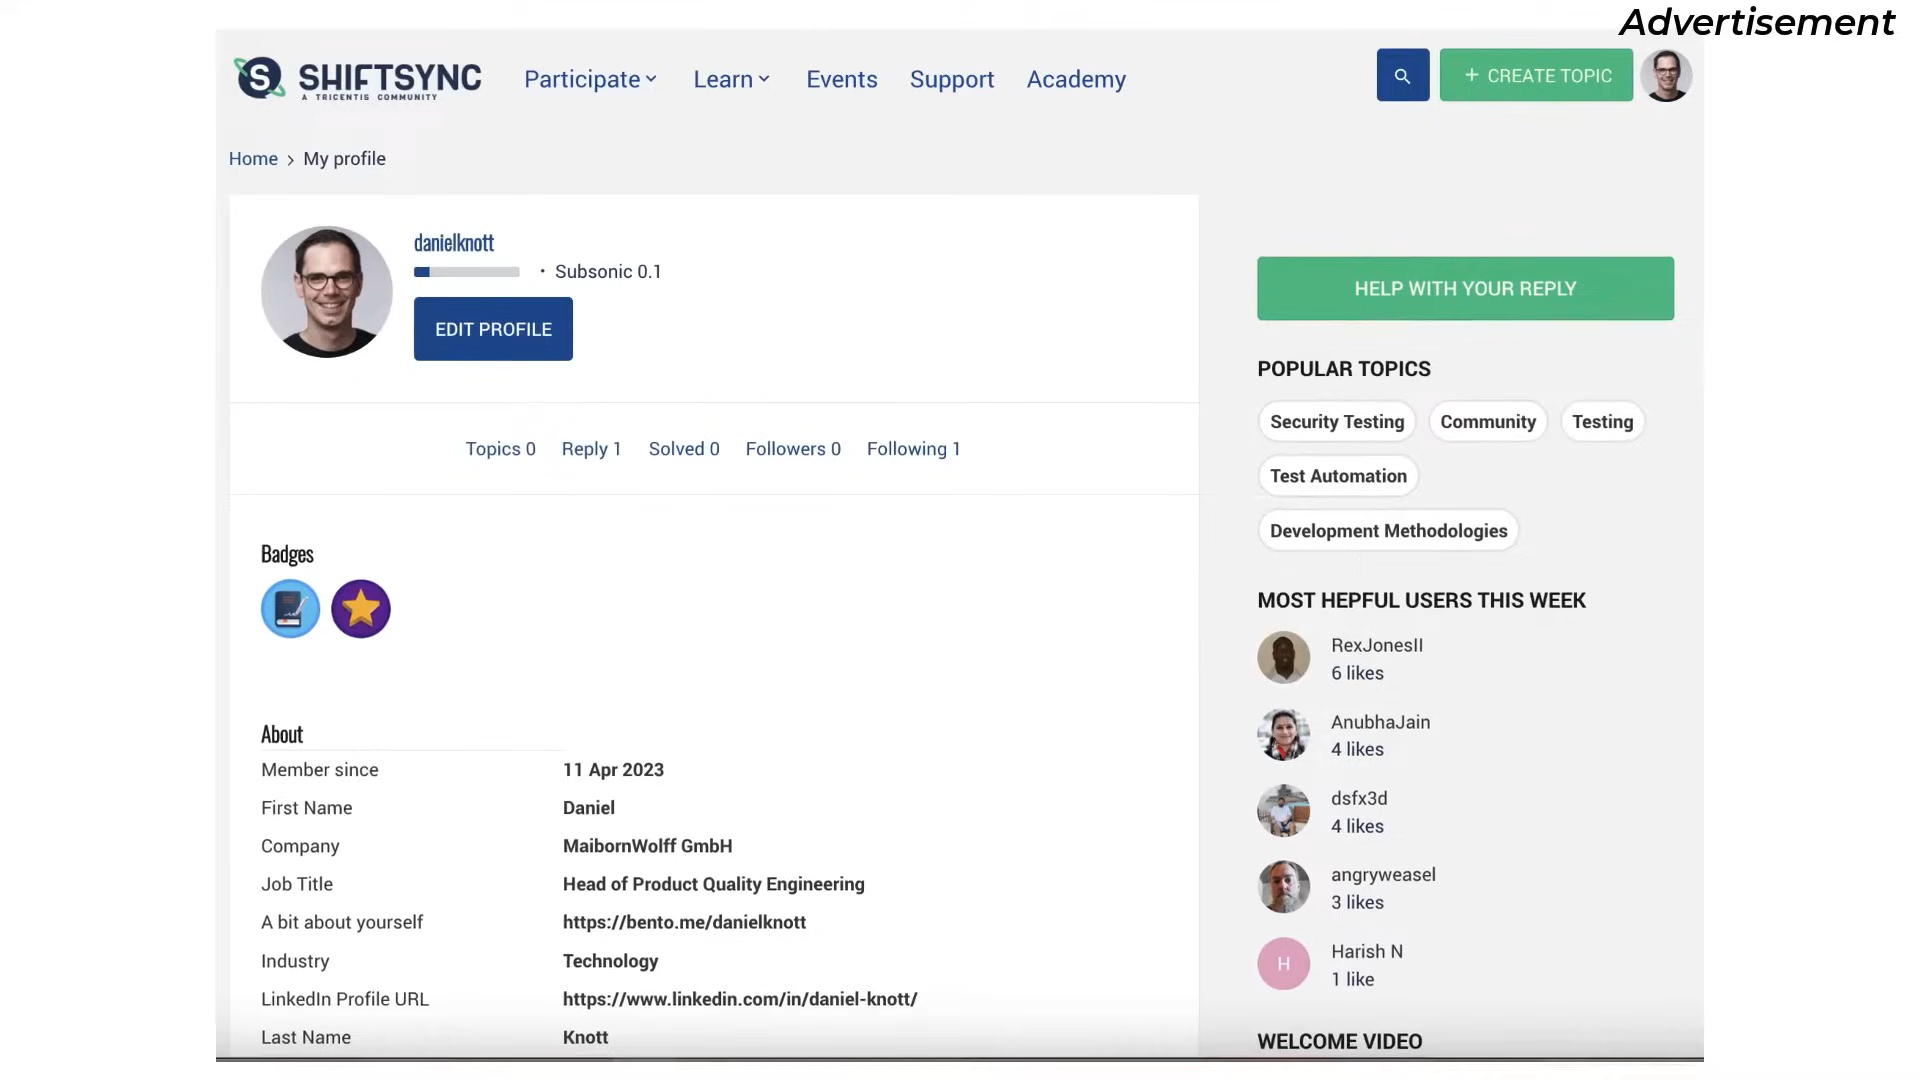 Advertisement
SHIFTSYNC
A TRICENTIS COMMUNITY
Participate
Learn
Events
Support
Academy
+ CREATE TOPIC
Home > My profile
danielknott
• Subsonic 0.1
EDIT PROFILE
HELP WITH YOUR REPLY
Topics 0 Reply 1 Solved 0 Followers 0 Following 1
Badges
About
Member since 11 Apr 2023
First Name Daniel
Company MaibornWolff GmbH
Job Title Head of Product Quality Engineering
A bit about yourself https://bento.me/danielknott
Industry Technology
LinkedIn Profile URL https://www.linkedin.com/in/daniel-knott/
Last Name Knott
POPULAR TOPICS
Security Testing Community Testing
Test Automation
Development Methodologies
MOST HEPFUL USERS THIS WEEK
RexJonesII
6 likes
AnubhaJain
4 likes
dsfx3d
4 likes
angryweasel
3 likes
H
Harish N
1 like
WELCOME VIDEO